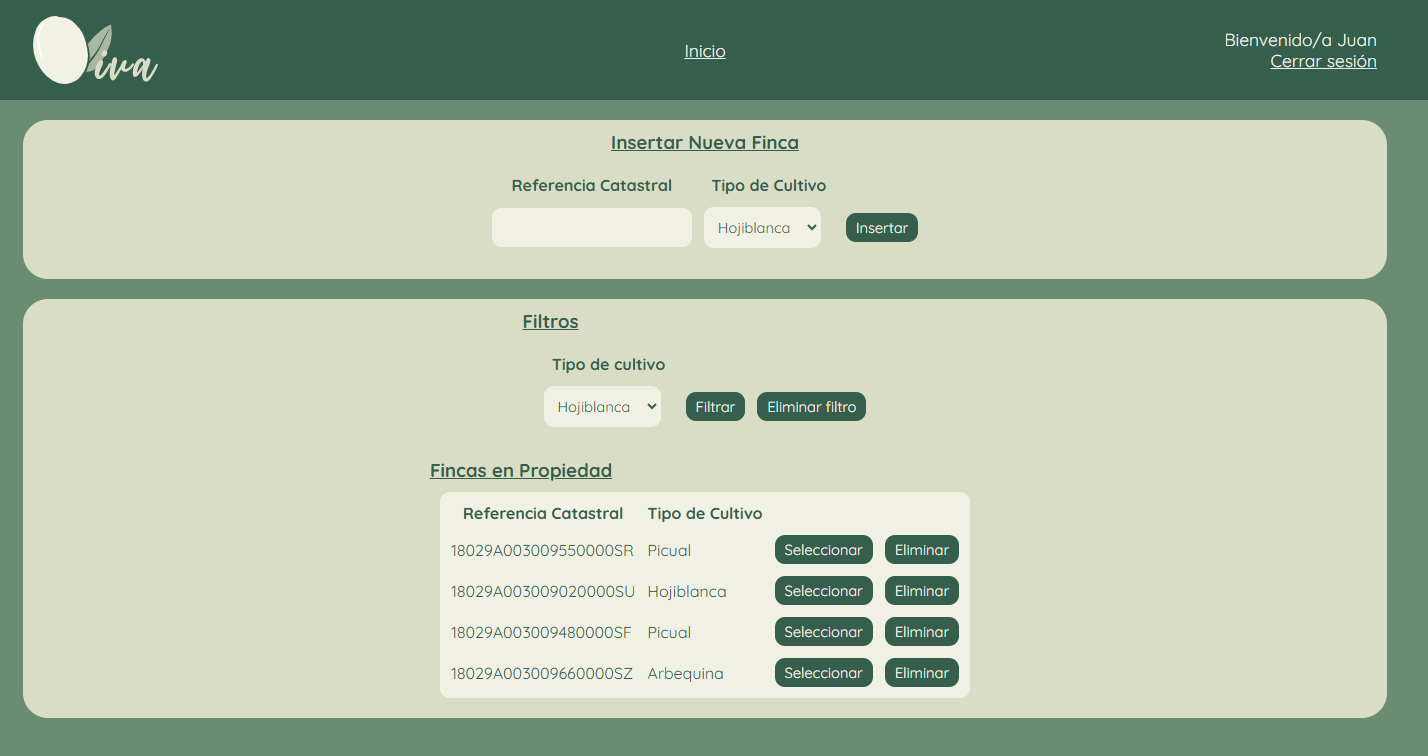 Oliva
Inicio
Bienvenido/a Juan
Cerrar sesión
Insertar Nueva Finca
Referencia Catastral Tipo de Cultivo
Hojiblanca Insertar
Filtros
Tipo de cultivo
Hojiblanca Filtrar Eliminar filtro
Fincas en Propiedad
Referencia Catastral Tipo de Cultivo
18029A003009550000SR Picual Seleccionar Eliminar
18029A003009020000SU Hojiblanca Seleccionar Eliminar
18029A003009480000SF Picual Seleccionar Eliminar
18029A003009660000SZ Arbequina Seleccionar Eliminar